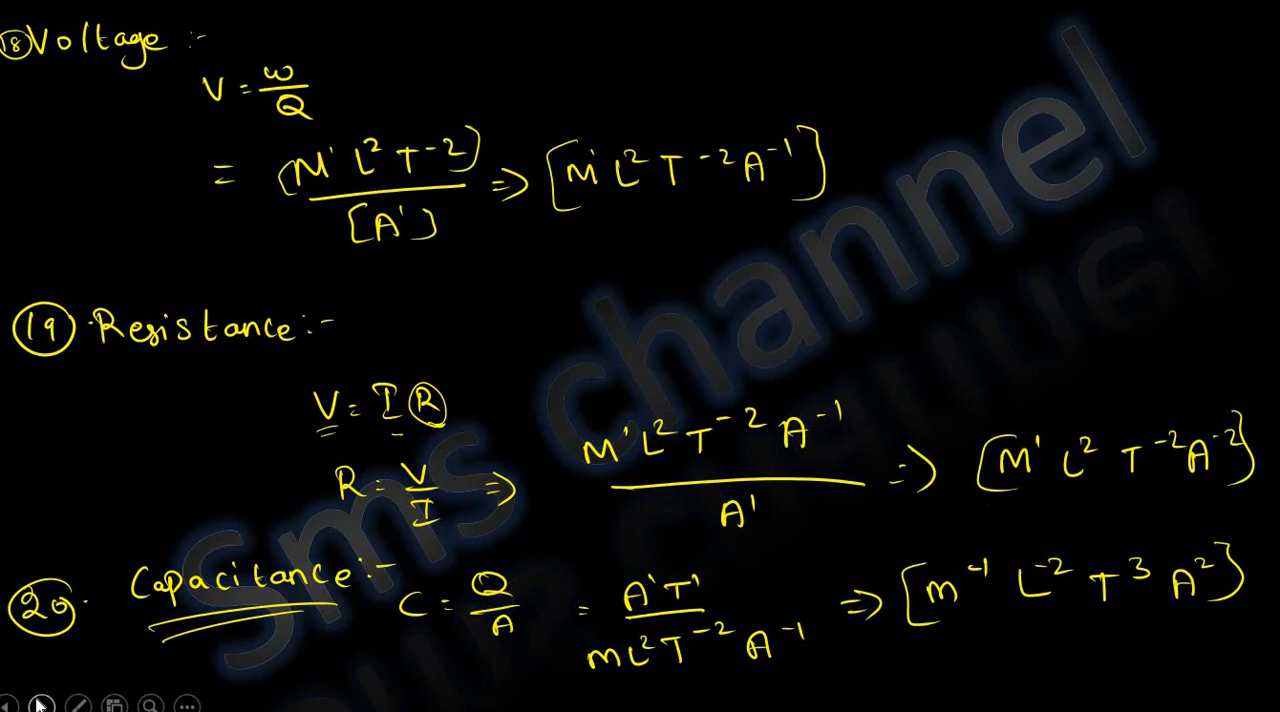 18 Voltage :-
V = w/Q
= (M¹ L² T⁻²) / [A¹] => [M¹ L² T⁻² A⁻¹]
19 Resistance :-
V = I R
R = V/I => M¹ L² T⁻² A⁻¹ / A¹ => [M¹ L² T⁻² A⁻²]
20. Capacitance :-
C = Q/A = A¹ T¹ / m L² T⁻² A⁻¹ => [m⁻¹ L⁻² T³ A²]
Sms channel